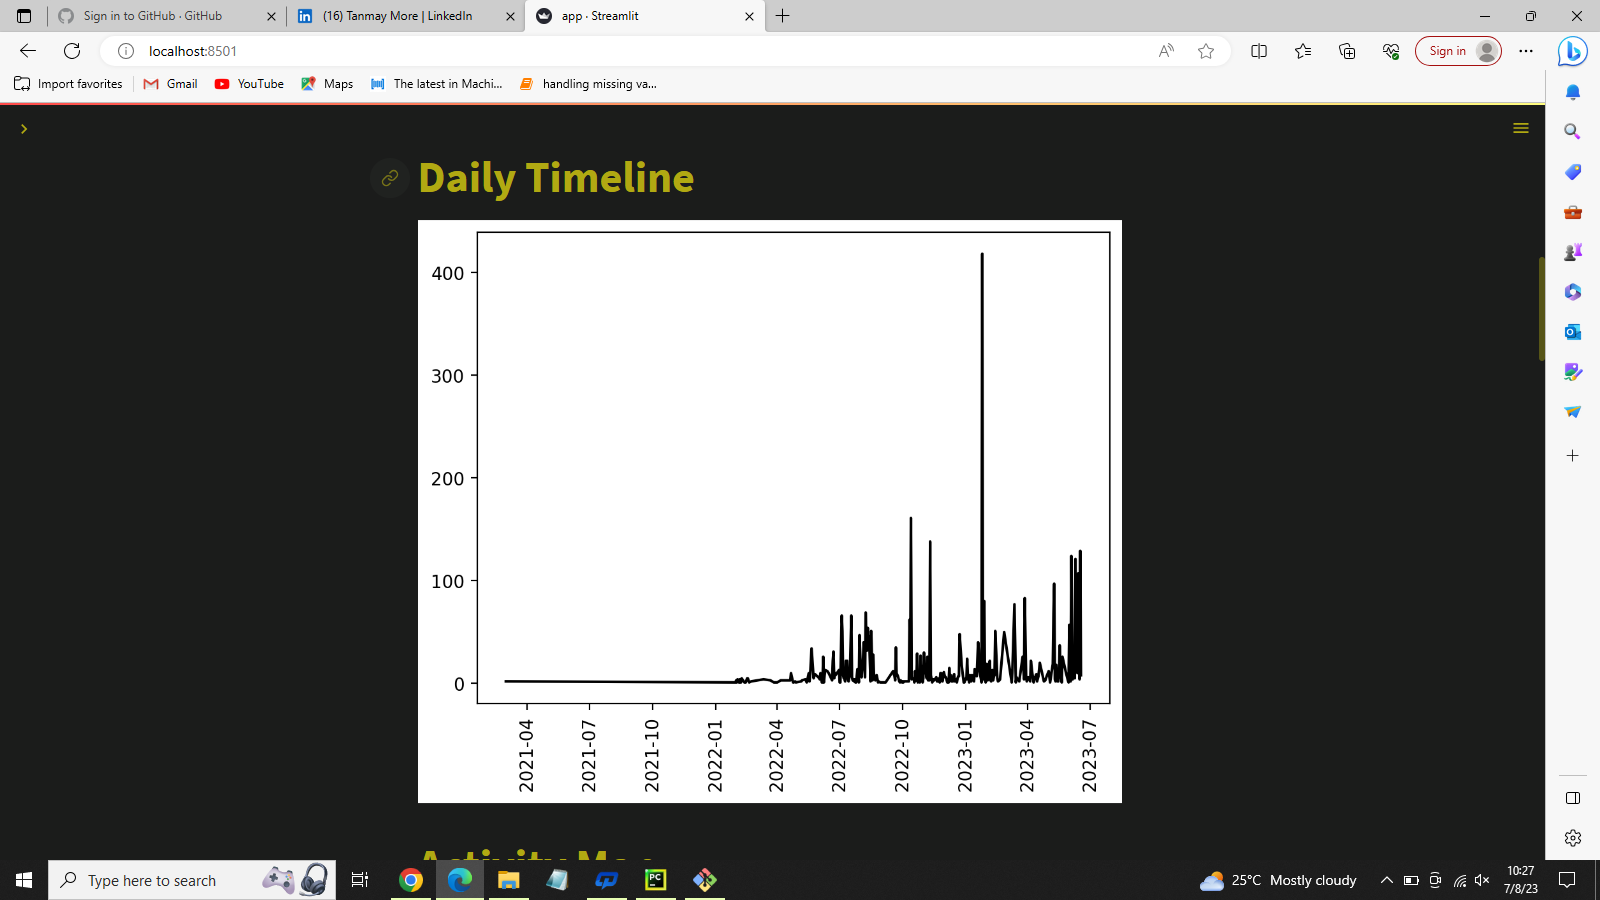 Sign in to GitHub · GitHub
(16) Tanmay More | LinkedIn
app · Streamlit
localhost:8501
Sign in
Import favorites
Gmail
YouTube
Maps
The latest in Machi...
handling missing va...
Daily Timeline
400
300
200
100
0
2021-04
2021-07
2021-10
2022-01
2022-04
2022-07
2022-10
2023-01
2023-04
2023-07
Activity Map
Type here to search
PC
25°C Mostly cloudy
10:27
7/8/23